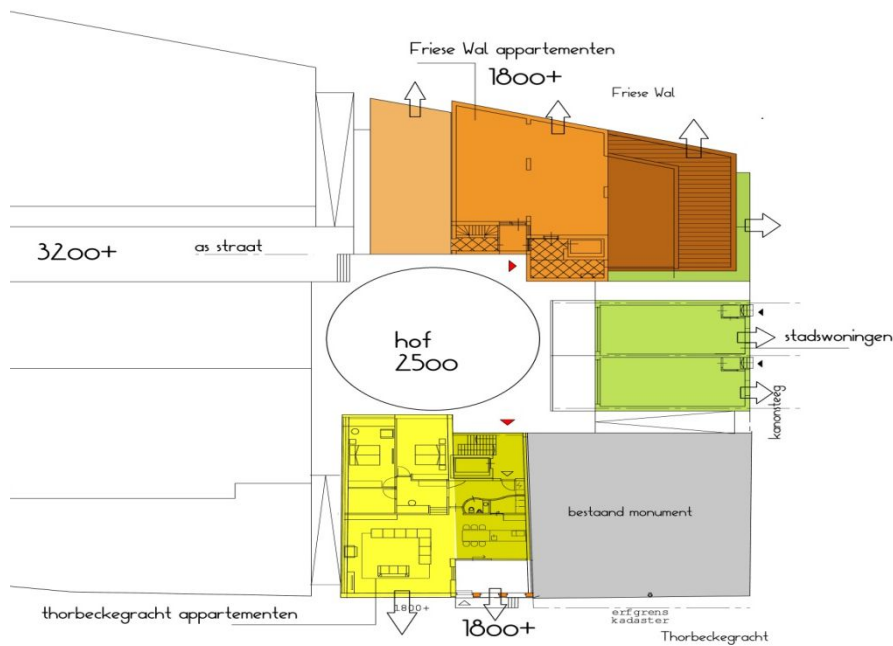 Friese Wal appartementen
1800+
Friese Wal
3200+
as straat
hof
2500
stadswoningen
kanonsteeg
bestaand monument
thorbeckegracht appartementen
1800+
1800+
erfgrens
kadaster
Thorbeckegracht